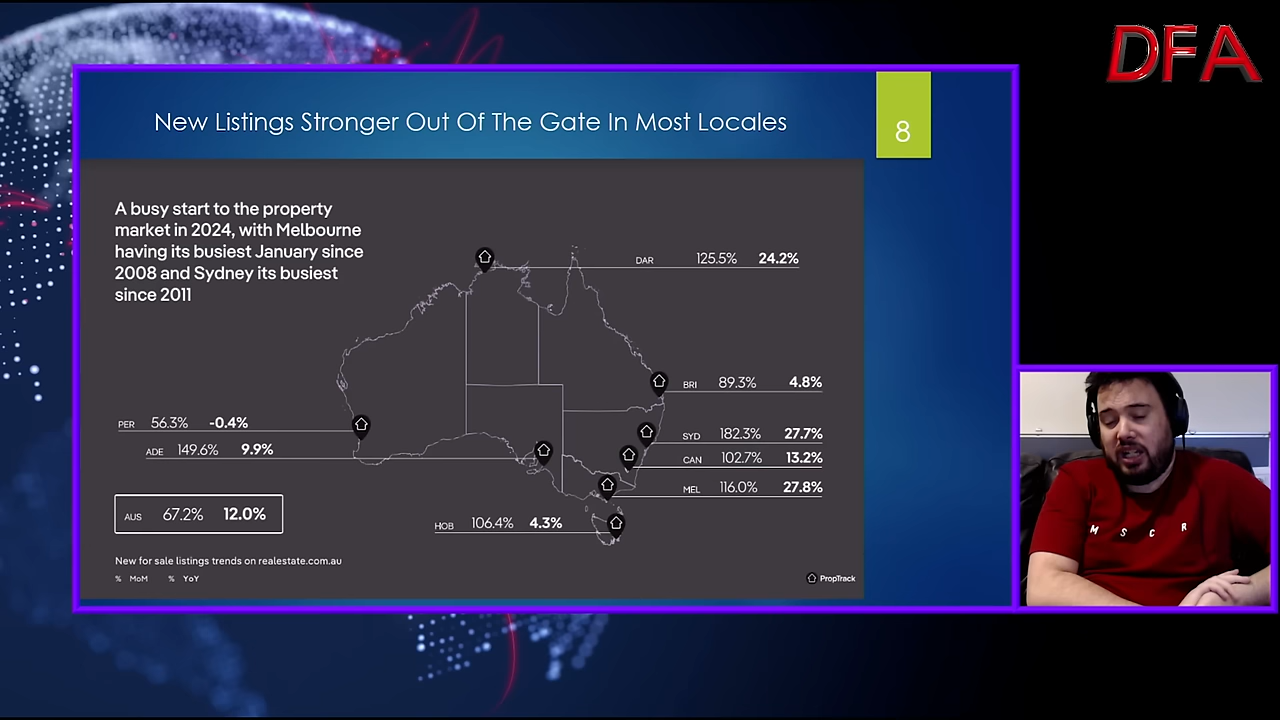 DFA
New Listings Stronger Out Of The Gate In Most Locales
8
A busy start to the property
market in 2024, with Melbourne
having its busiest January since
2008 and Sydney its busiest
since 2011
DAR 125.5% 24.2%
BRI 89.3% 4.8%
PER 56.3% -0.4%
SYD 182.3% 27.7%
ADE 149.6% 9.9%
CAN 102.7% 13.2%
MEL 116.0% 27.8%
AUS 67.2% 12.0%
HOB 106.4% 4.3%
New for sale listings trends on realestate.com.au
% MoM % YoY
PropTrack
M S C R